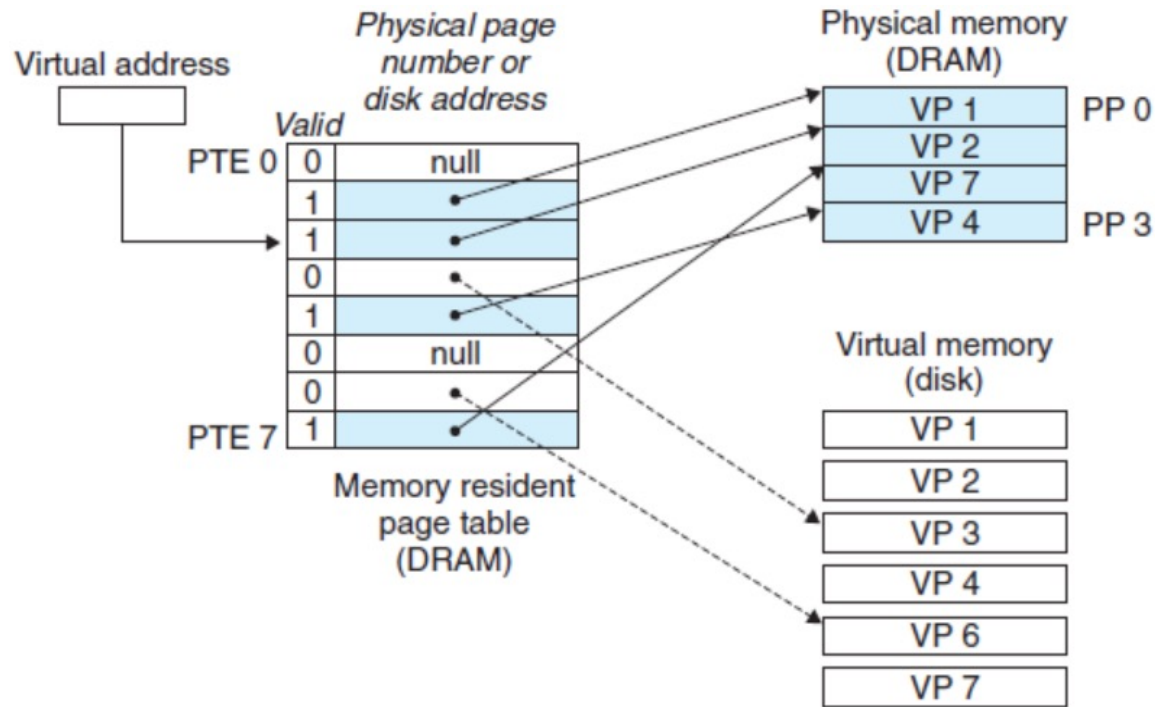 Virtual address
Physical page
number or
disk address
Valid
PTE 0
0
null
1
1
0
1
0
null
0
PTE 7
1
Memory resident
page table
(DRAM)
Physical memory
(DRAM)
VP 1
PP 0
VP 2
VP 7
VP 4
PP 3
Virtual memory
(disk)
VP 1
VP 2
VP 3
VP 4
VP 6
VP 7